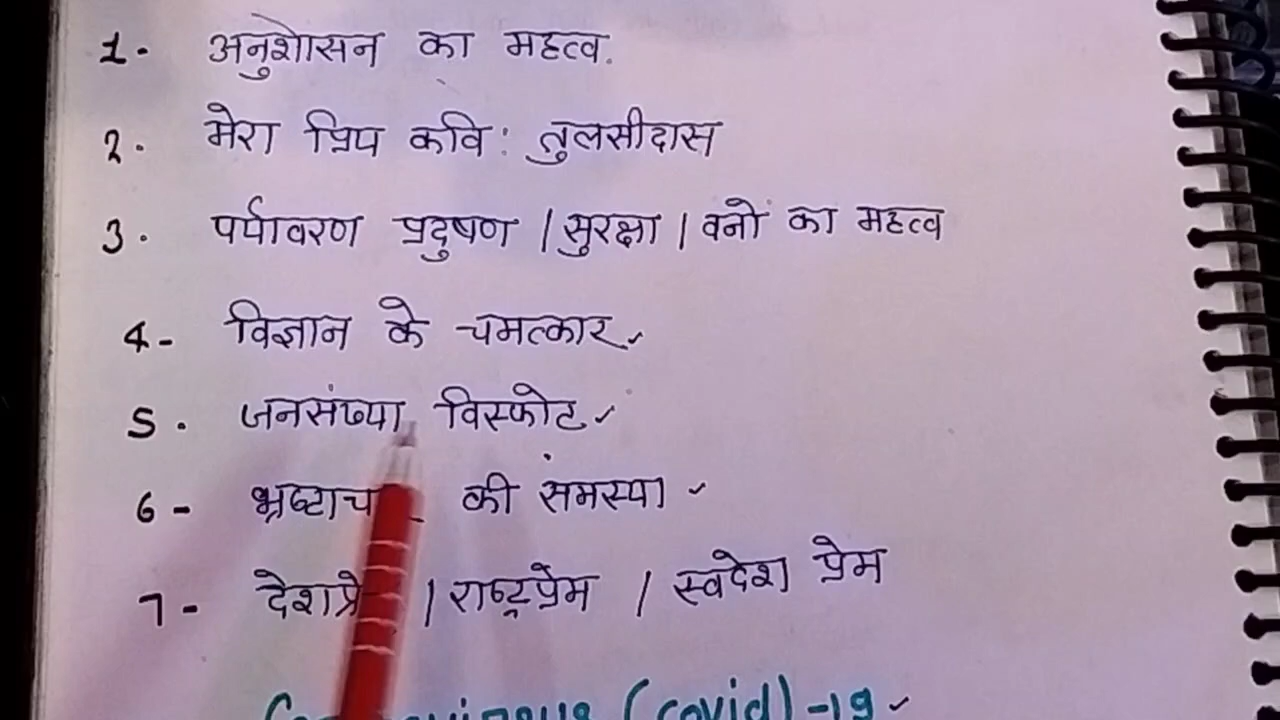 1. अनुशासन का महत्व.
2. मेरा प्रिय कवि : तुलसीदास
3. पर्यावरण प्रदुषण / सुरक्षा / वनों का महत्व
4- विज्ञान के चमत्कार
5. जनसंख्या विस्फोट
6- की संमस्या
7- / राष्ट्रप्रेम / स्वदेश प्रेम
(covid)-19